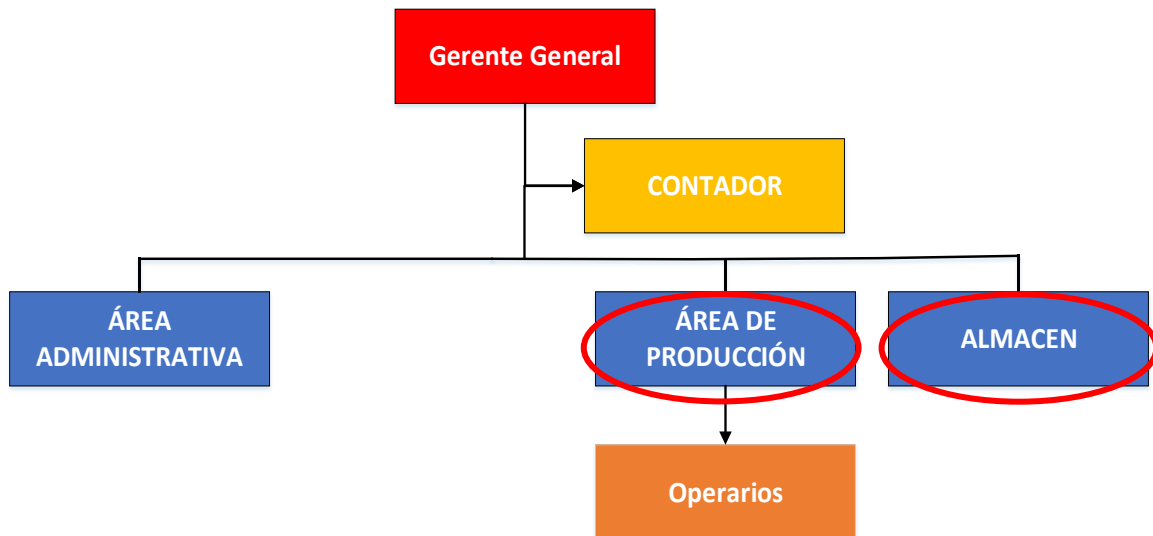 Gerente General
CONTADOR
ÁREA
ADMINISTRATIVA
ÁREA DE
PRODUCCIÓN
ALMACEN
Operarios